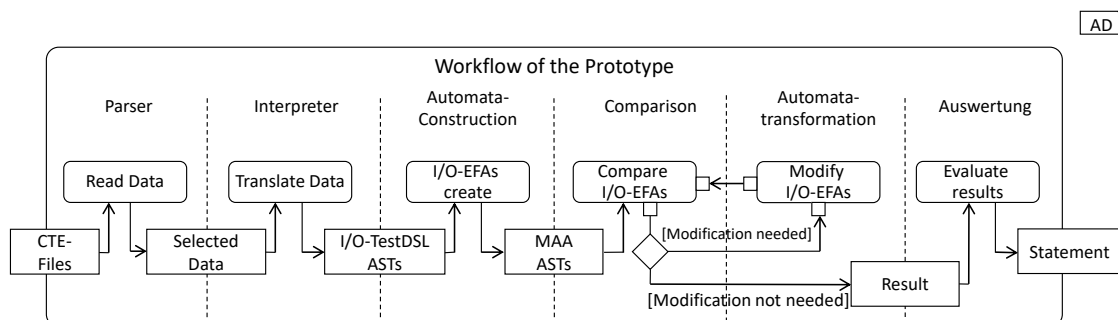 AD
Workflow of the Prototype
Parser
Interpreter
Automata-
Construction
Comparison
Automata-
transformation
Auswertung
Read Data
Translate Data
I/O-EFAs
create
Compare
I/O-EFAs
Modify
I/O-EFAs
Evaluate
results
CTE-
Files
Selected
Data
I/O-TestDSL
ASTs
MAA
ASTs
[Modification needed]
Result
Statement
[Modification not needed]